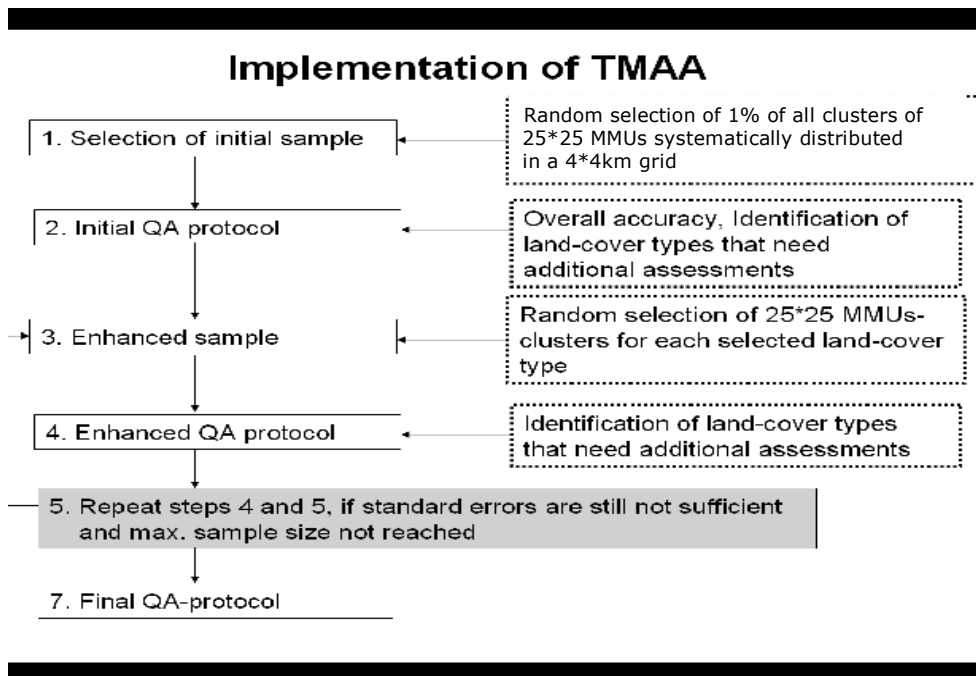 Implementation of TMAA
1. Selection of initial sample
Random selection of 1% of all clusters of
25*25 MMUs systematically distributed
in a 4*4km grid
2. Initial QA protocol
Overall accuracy, Identification of
land-cover types that need
additional assessments
3. Enhanced sample
Random selection of 25*25 MMUs-
clusters for each selected land-cover
type
4. Enhanced QA protocol
Identification of land-cover types
that need additional assessments
5. Repeat steps 4 and 5, if standard errors are still not sufficient
and max. sample size not reached
7. Final QA-protocol